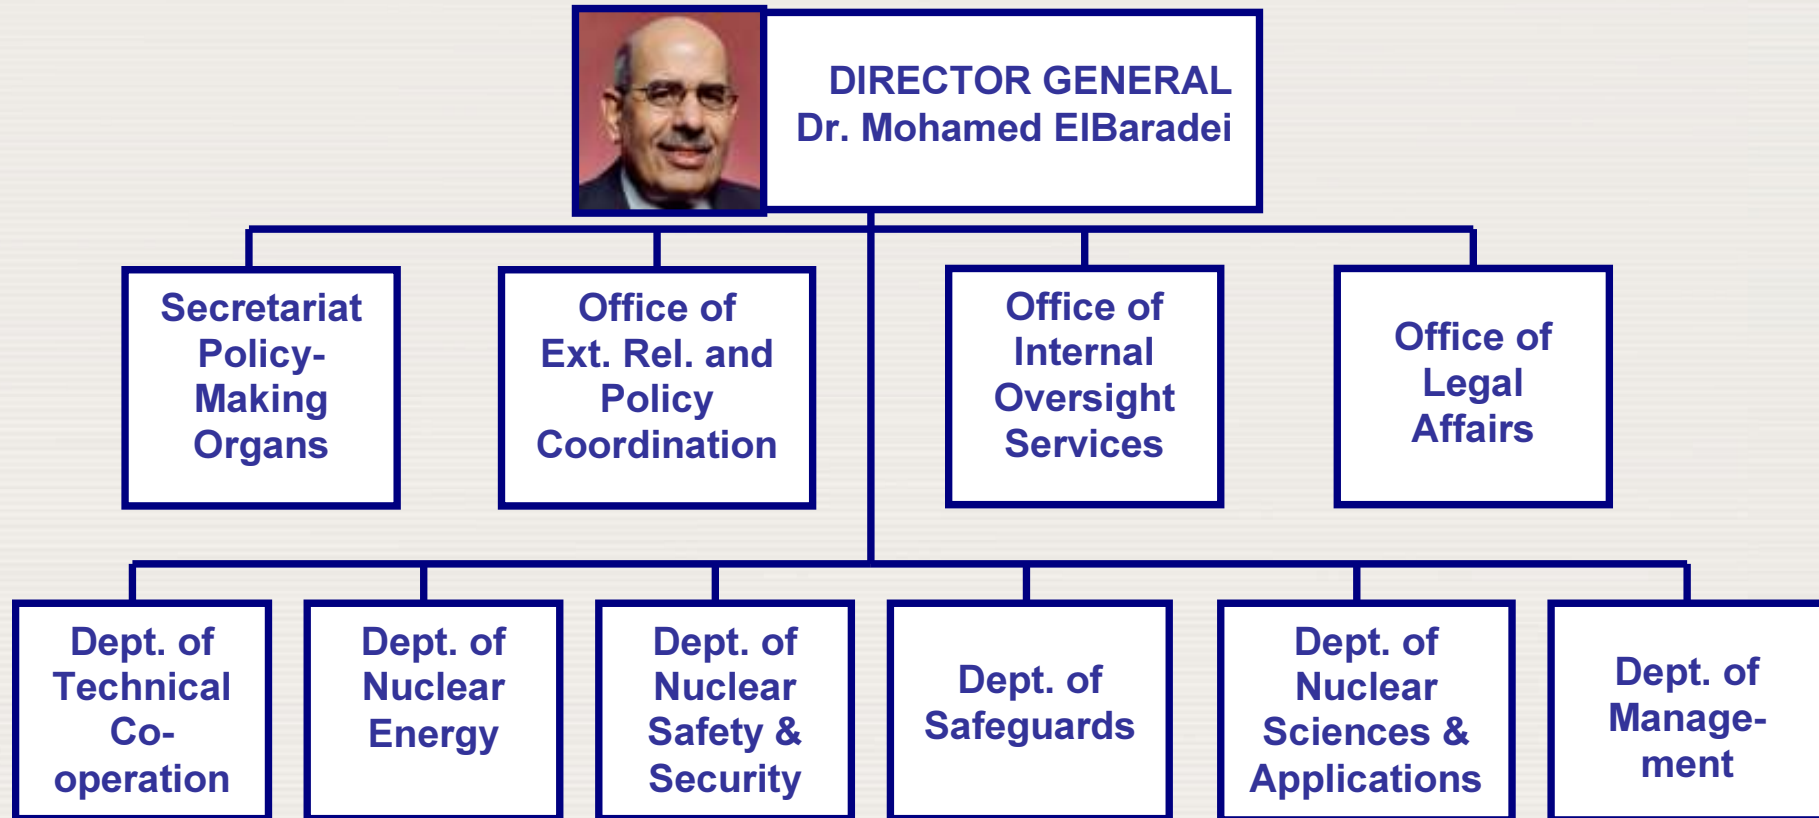 DIRECTOR GENERAL
Dr. Mohamed ElBaradei
Secretariat
Policy-
Making
Organs
Office of
Ext. Rel. and
Policy
Coordination
Office of
Internal
Oversight
Services
Office of
Legal
Affairs
Dept. of
Technical
Co-
operation
Dept. of
Nuclear
Energy
Dept. of
Nuclear
Safety &
Security
Dept. of
Safeguards
Dept. of
Nuclear
Sciences &
Applications
Dept. of
Manage-
ment